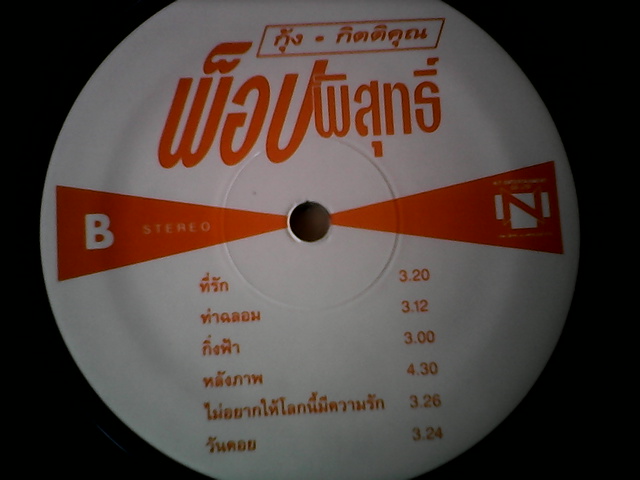 กุ้ง • กิตติคุณ
พ็อปพิสุทธิ์
B STEREO
N
ที่รัก 3.20
ท่าฉลอม 3.12
กิ่งฟ้า 3.00
หลังภาพ 4.30
ไม่อยากให้โลกนี้มีความรัก 3.26
วันคอย 3.24